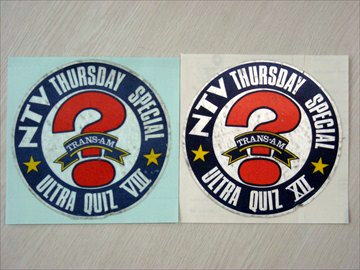 NTV THURSDAY SPECIAL
?
TRANS-AM
ULTRA QUIZ VIII
NTV THURSDAY SPECIAL
?
TRANS-AM
ULTRA QUIZ XII